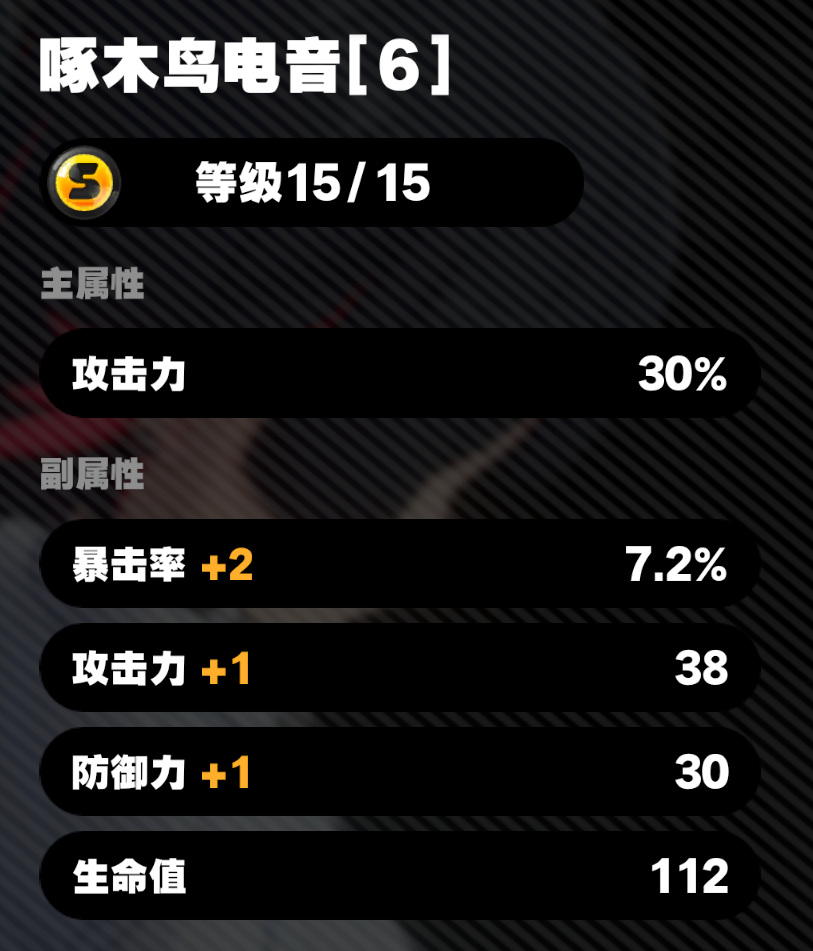 啄木鸟电音[6]
S 等级15/15
主属性
攻击力 30%
副属性
暴击率 +2 7.2%
攻击力 +1 38
防御力 +1 30
生命值 112